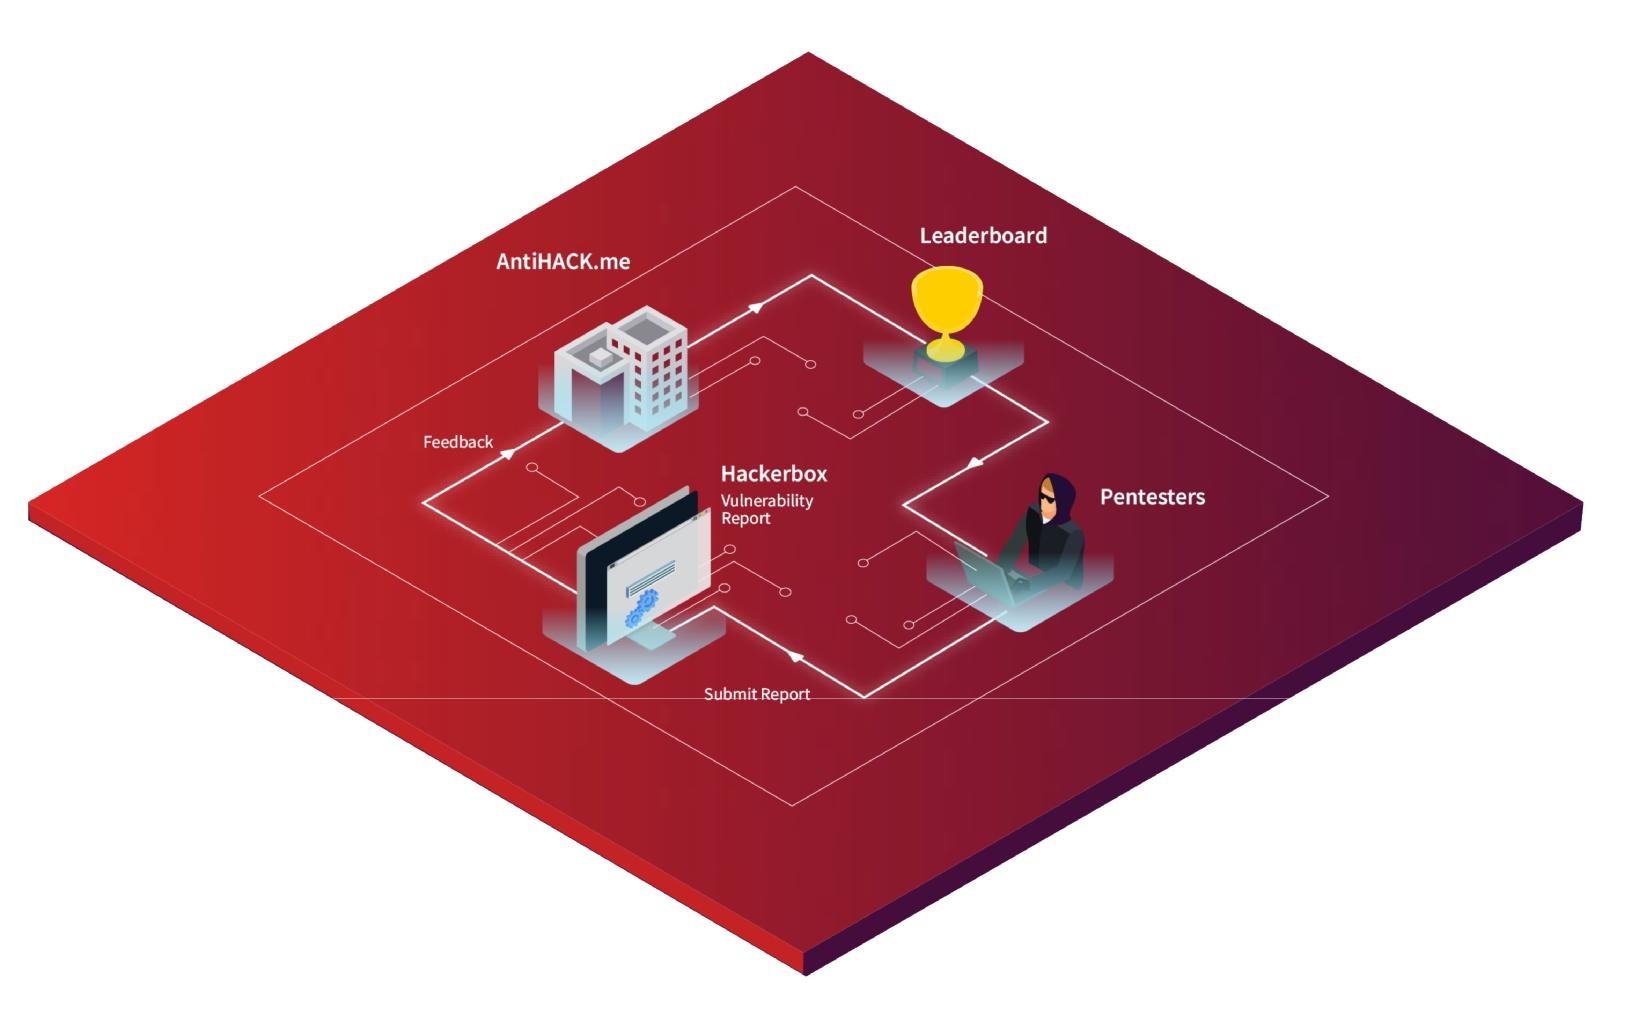 Leaderboard
AntiHACK.me
Feedback
Hackerbox
Vulnerability
Report
Pentesters
Submit Report